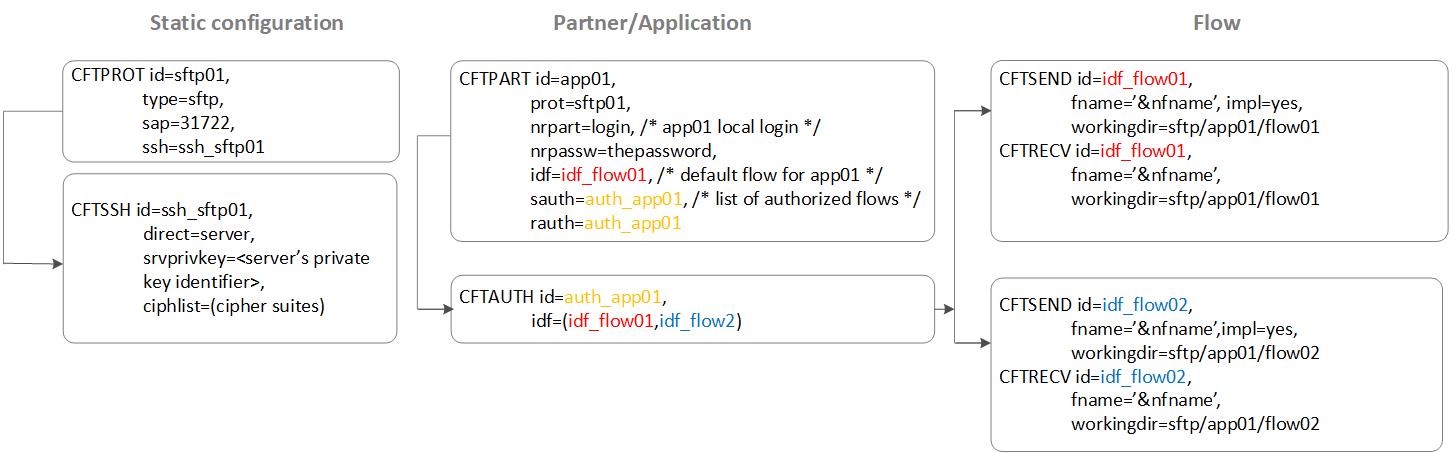 Static configuration
CFTPROT id=sftp01,
type=sftp,
sap=31722,
ssh=ssh_sftp01
CFTSSH id=ssh_sftp01,
direct=server,
srvprivkey=<server’s private
key identifier>,
ciphlist=(cipher suites)
Partner/Application
CFTPART id=app01,
prot=sftp01,
nrpart=login, /* app01 local login */
nrpassw=thepassword,
idf=idf_flow01, /* default flow for app01 */
sauth=auth_app01, /* list of authorized flows */
rauth=auth_app01
CFTAUTH id=auth_app01,
idf=(idf_flow01,idf_flow2)
Flow
CFTSEND id=idf_flow01,
fname=’&nfname’, impl=yes,
workingdir=sftp/app01/flow01
CFTRECV id=idf_flow01,
fname=’&nfname’,
workingdir=sftp/app01/flow01
CFTSEND id=idf_flow02,
fname=’&nfname’,impl=yes,
workingdir=sftp/app01/flow02
CFTRECV id=idf_flow02,
fname=’&nfname’,
workingdir=sftp/app01/flow02